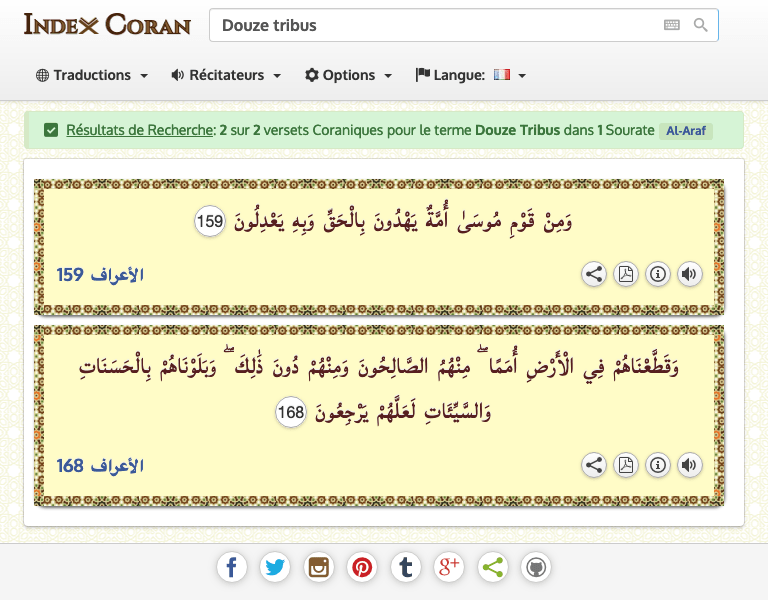 Index Coran
Douze tribus
Traductions Récitateurs Options Langue:
Résultats de Recherche: 2 sur 2 versets Coraniques pour le terme Douze Tribus dans 1 Sourate Al-Araf
وَمِنْ قَوْمِ مُوسَىٰ أُمَّةٌ يَهْدُونَ بِالْحَقِّ وَبِهِ يَعْدِلُونَ 159
الأعراف 159
وَقَطَّعْنَاهُمْ فِي الْأَرْضِ أُمَمًا ۖ مِنْهُمُ الصَّالِحُونَ وَمِنْهُمْ دُونَ ذَٰلِكَ ۖ وَبَلَوْنَاهُمْ بِالْحَسَنَاتِ
وَالسَّيِّئَاتِ لَعَلَّهُمْ يَرْجِعُونَ 168
الأعراف 168